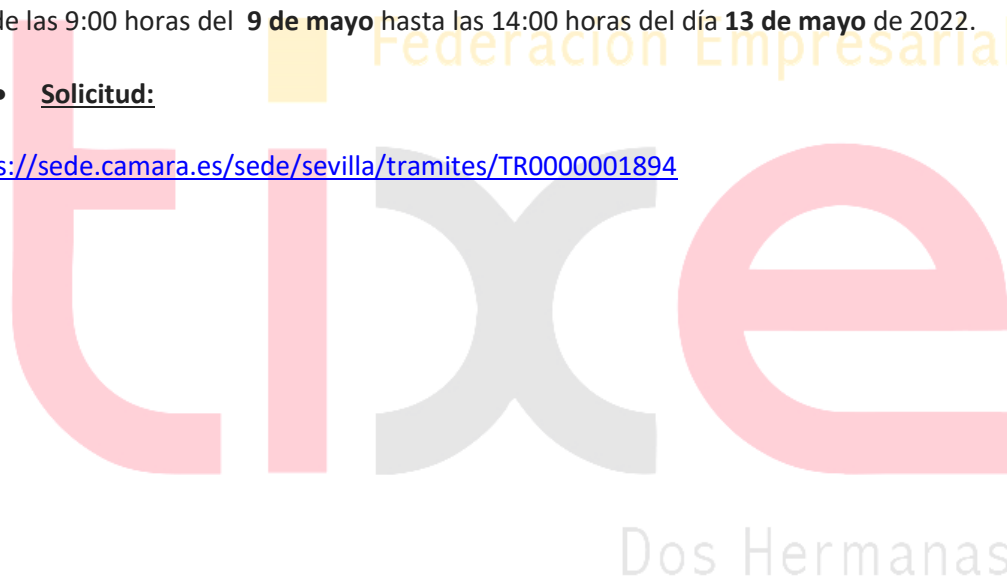 de las 9:00 horas del 9 de mayo hasta las 14:00 horas del día 13 de mayo de 2022.
Federación Empresarial
• Solicitud:
s://sede.camara.es/sede/sevilla/tramites/TR0000001894
tixe
Dos Hermanas